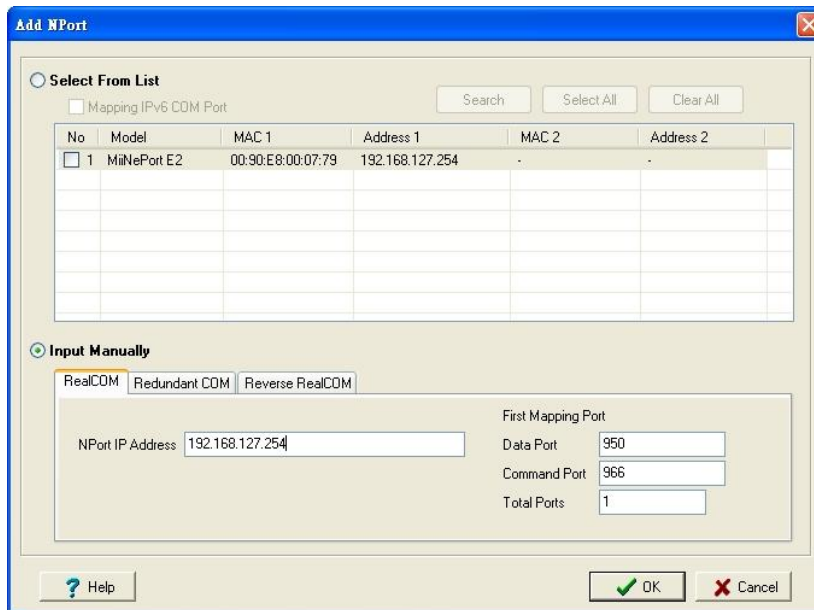 Add NPort
Select From List
Mapping IPv6 COM Port
Search Select All Clear All
No Model MAC 1 Address 1 MAC 2 Address 2
1 MiiNePort E2 00:90:E8:00:07:79 192.168.127.254 - -
Input Manually
RealCOM Redundant COM Reverse RealCOM
First Mapping Port
NPort IP Address 192.168.127.254
Data Port 950
Command Port 966
Total Ports 1
? Help OK Cancel